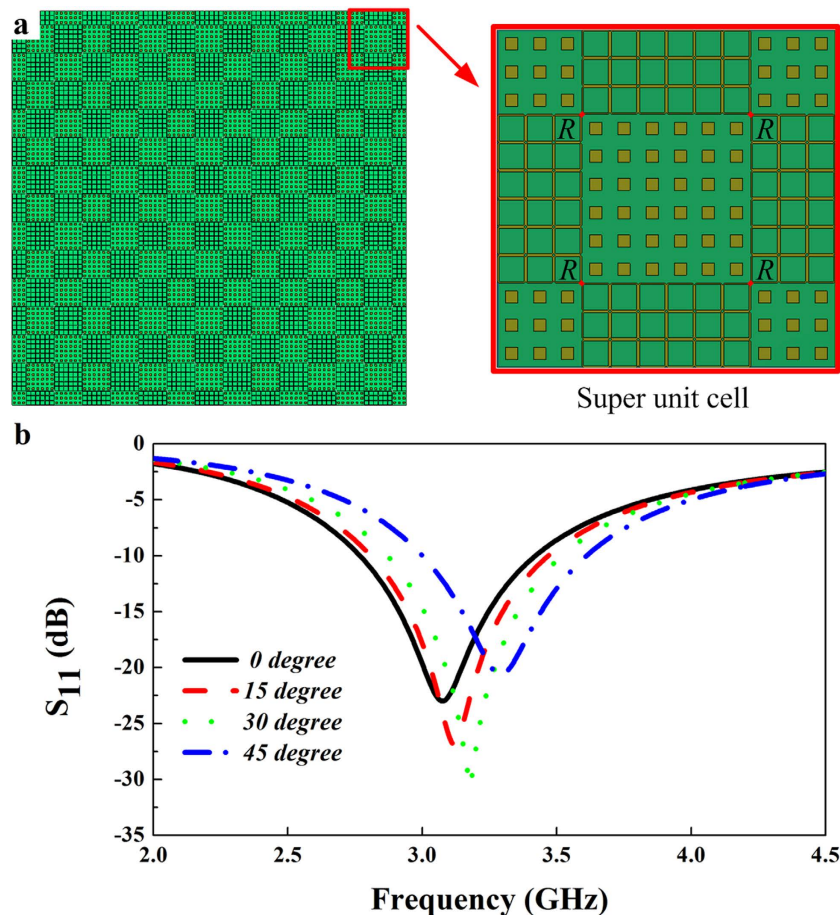 a
R R
R R
Super unit cell
b
0
-5
-10
-15
-20
-25
-30
-35
S11 (dB)
0 degree
15 degree
30 degree
45 degree
2.0 2.5 3.0 3.5 4.0 4.5
Frequency (GHz)